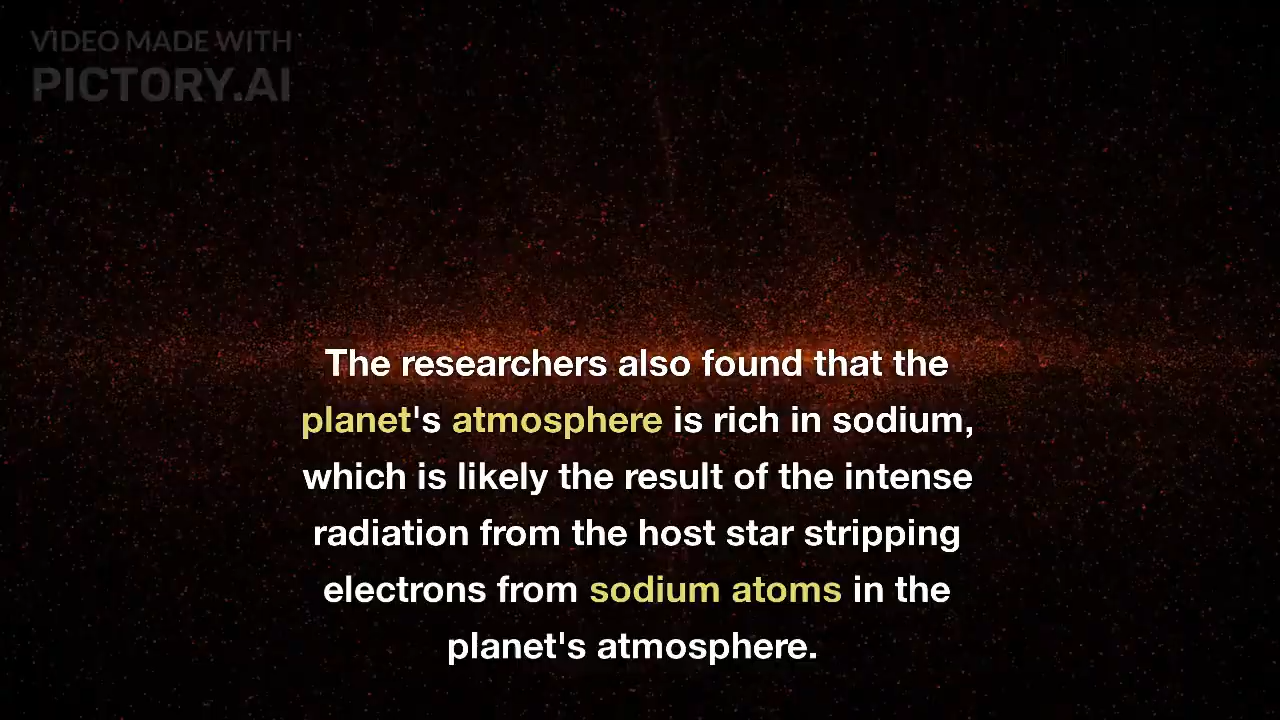 VIDEO MADE WITH
PICTORY.AI
The researchers also found that the
planet's atmosphere is rich in sodium,
which is likely the result of the intense
radiation from the host star stripping
electrons from sodium atoms in the
planet's atmosphere.